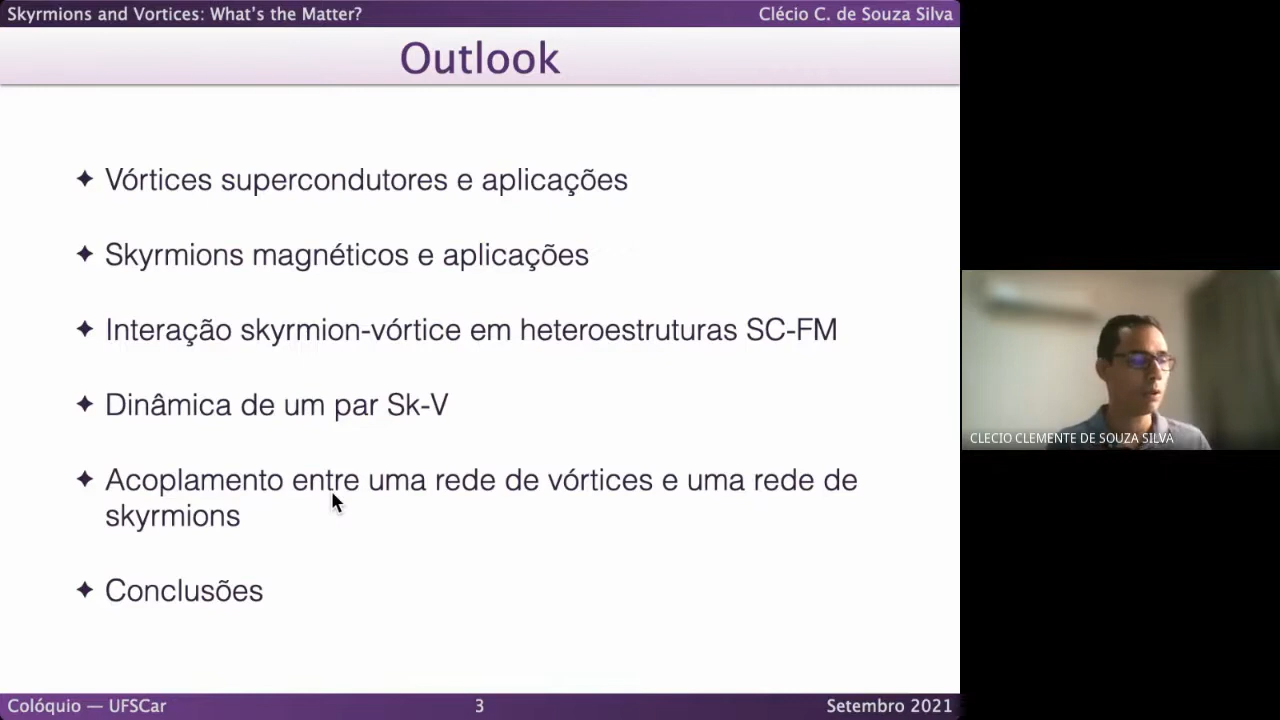 Skyrmions and Vortices: What's the Matter?
Clécio C. de Souza Silva
Outlook
✦ Vórtices supercondutores e aplicações
✦ Skyrmions magnéticos e aplicações
✦ Interação skyrmion-vórtice em heteroestruturas SC-FM
✦ Dinâmica de um par Sk-V
✦ Acoplamento entre uma rede de vórtices e uma rede de
skyrmions
✦ Conclusões
CLECIO CLEMENTE DE SOUZA SILVA
Colóquio — UFSCar
3
Setembro 2021